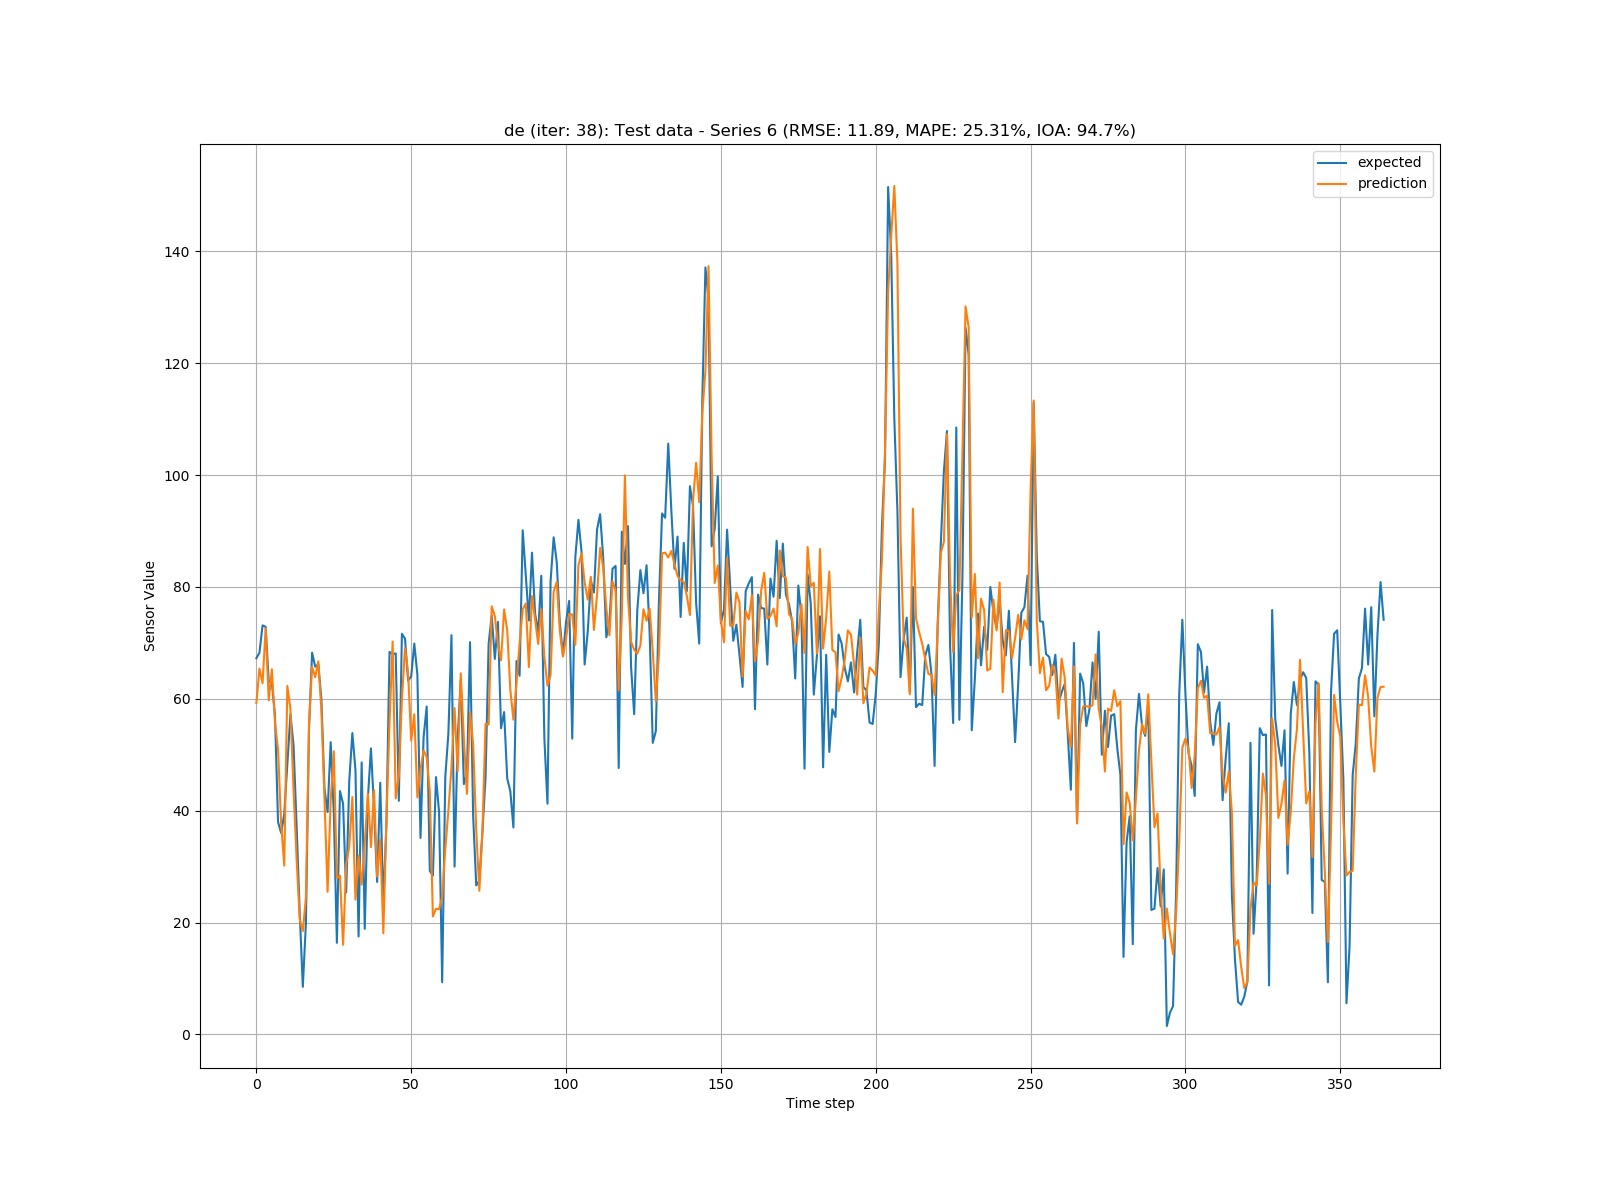 de (iter: 38): Test data - Series 6 (RMSE: 11.89, MAPE: 25.31%, IOA: 94.7%)
expected
prediction
140
120
100
80
60
40
20
0
Sensor Value
0 50 100 150 200 250 300 350
Time step